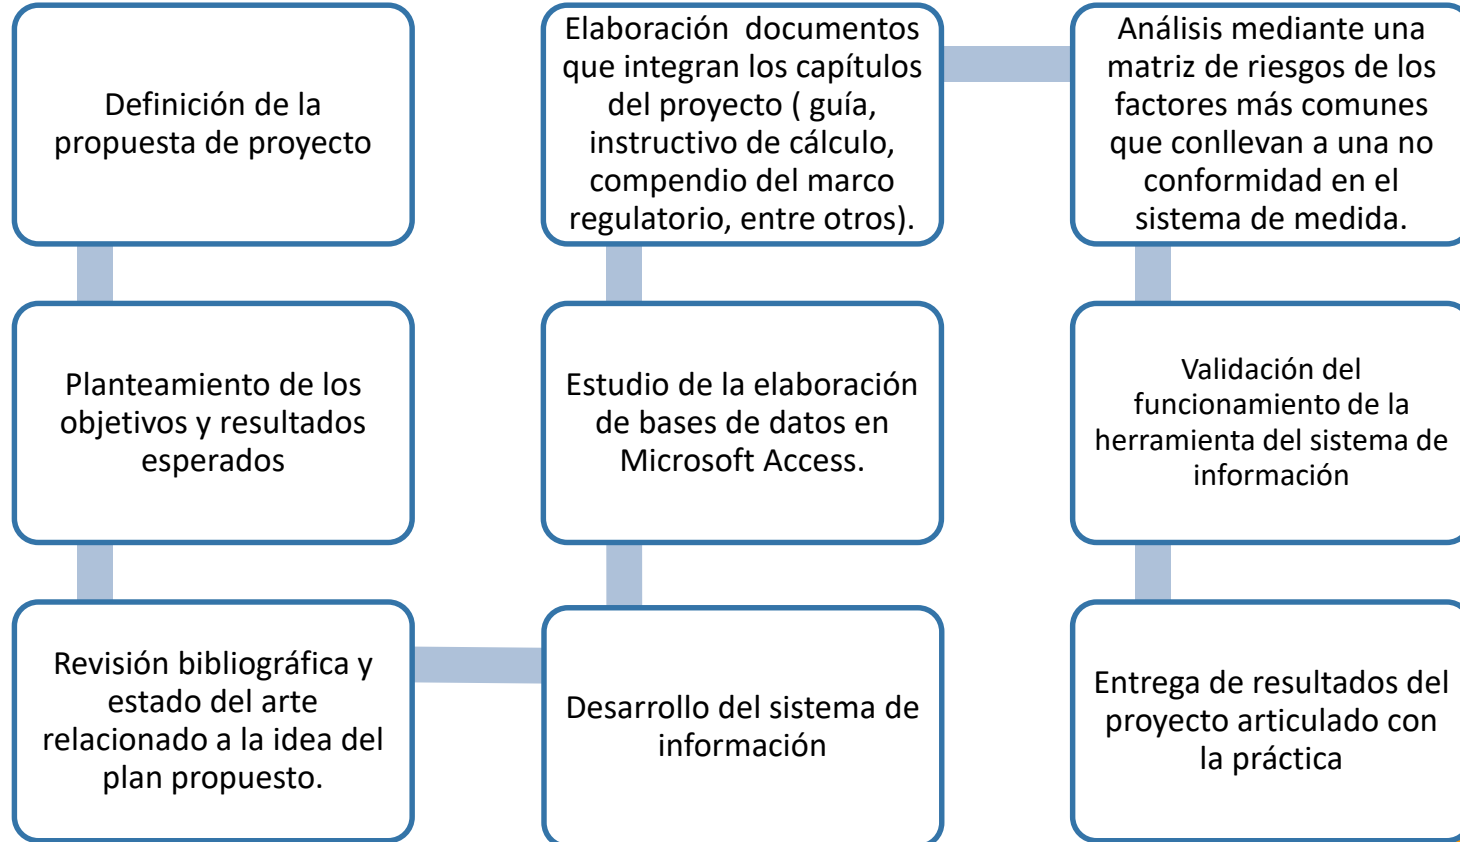 Definición de la
propuesta de proyecto
Planteamiento de los
objetivos y resultados
esperados
Revisión bibliográfica y
estado del arte
relacionado a la idea del
plan propuesto.
Desarrollo del sistema de
información
Estudio de la elaboración
de bases de datos en
Microsoft Access.
Elaboración documentos
que integran los capítulos
del proyecto ( guía,
instructivo de cálculo,
compendio del marco
regulatorio, entre otros).
Análisis mediante una
matriz de riesgos de los
factores más comunes
que conllevan a una no
conformidad en el
sistema de medida.
Validación del
funcionamiento de la
herramienta del sistema de
información
Entrega de resultados del
proyecto articulado con
la práctica